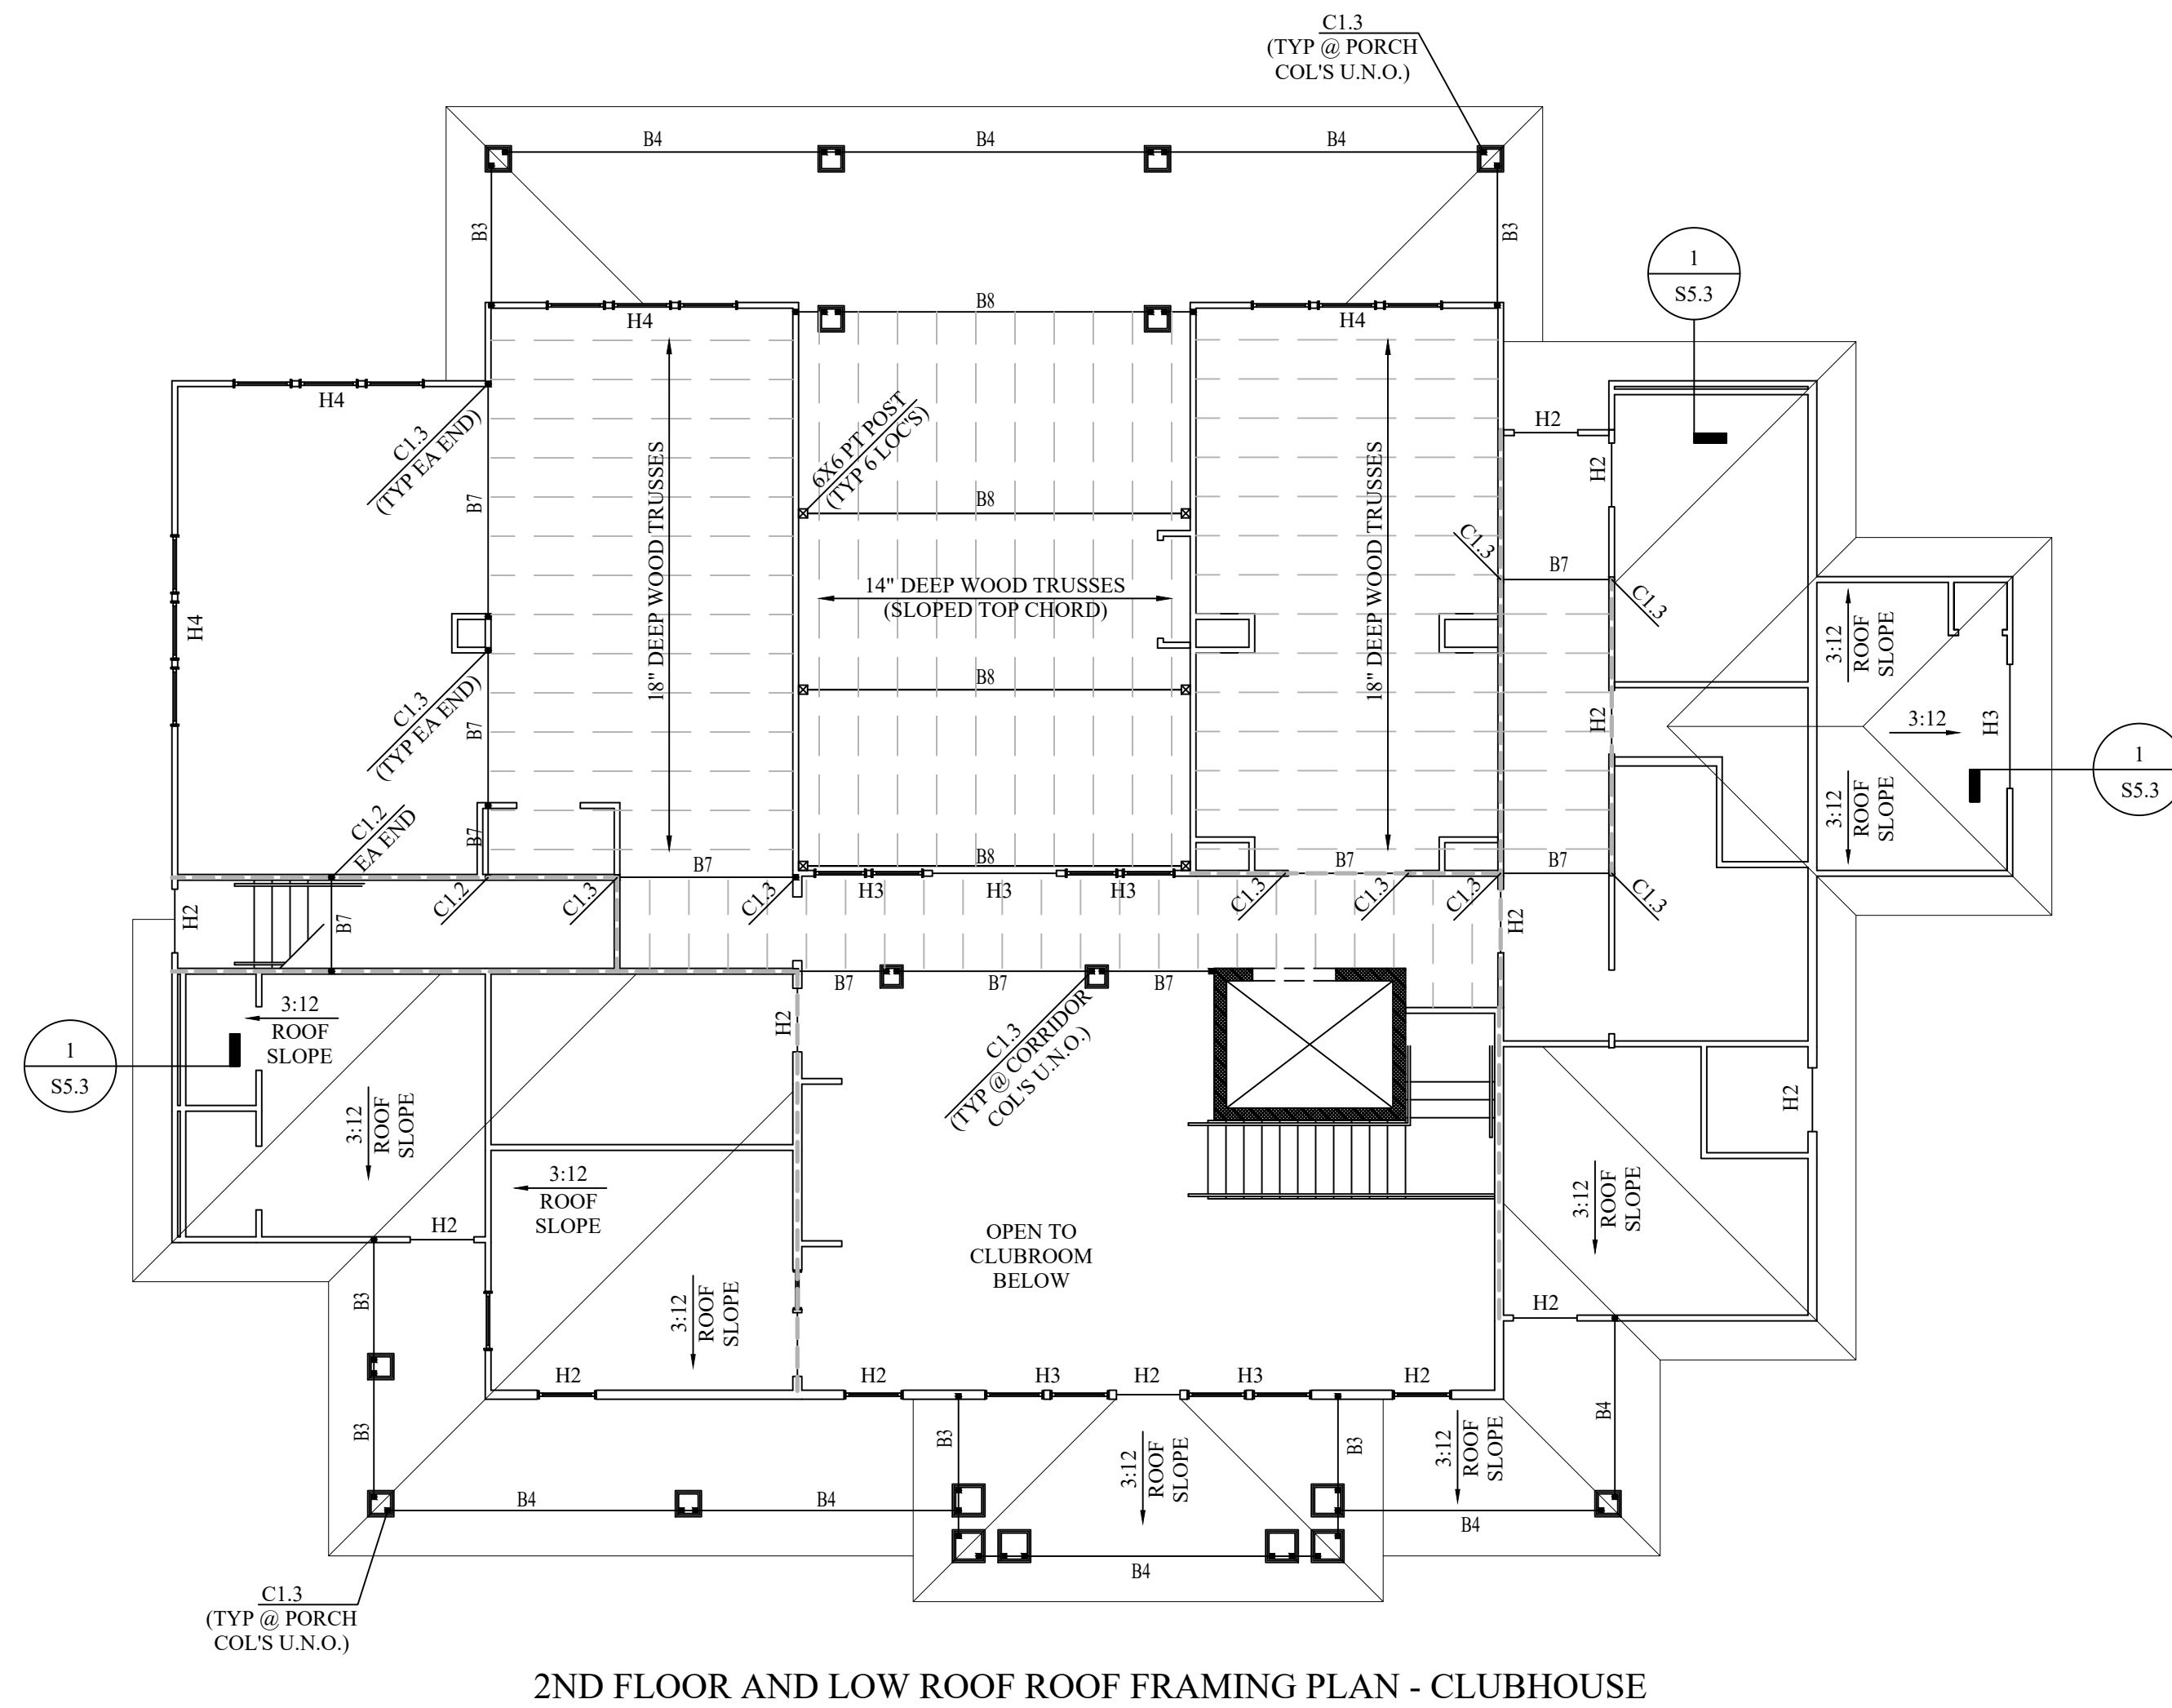 C1.3
(TYP @ PORCH
COL'S U.N.O.)
B4
B4
B4
B3
B3
1
S5.3
B8
H4
H4
H4
H2
H2
C1.3
(TYP EA END)
6X6 PT POST
(TYP 6 LOC'S)
B7
18" DEEP WOOD TRUSSES
18" DEEP WOOD TRUSSES
B8
C1.3
B7
C1.3
14" DEEP WOOD TRUSSES
(SLOPED TOP CHORD)
H4
3:12
ROOF
SLOPE
C1.3
(TYP EA END)
B7
B8
H2
3:12
H3
1
S5.3
3:12
ROOF
SLOPE
C1.2
EA END
B7
B7
B8
B7
B7
H3
H3
H3
C1.2
C1.3
C1.3
C1.3
C1.3
C1.3
C1.3
H2
B7
H2
B7
B7
B7
3:12
ROOF
SLOPE
1
S5.3
H2
C1.3
(TYP @ CORRIDOR
COL'S U.N.O.)
3:12
ROOF
SLOPE
H2
3:12
ROOF
SLOPE
3:12
ROOF
SLOPE
H2
OPEN TO
CLUBROOM
BELOW
B3
3:12
ROOF
SLOPE
H2
H2
H2
H3
H2
H3
H2
B3
B3
B3
B4
3:12
ROOF
SLOPE
3:12
ROOF
SLOPE
B4
B4
B4
B4
C1.3
(TYP @ PORCH
COL'S U.N.O.)
2ND FLOOR AND LOW ROOF ROOF FRAMING PLAN - CLUBHOUSE